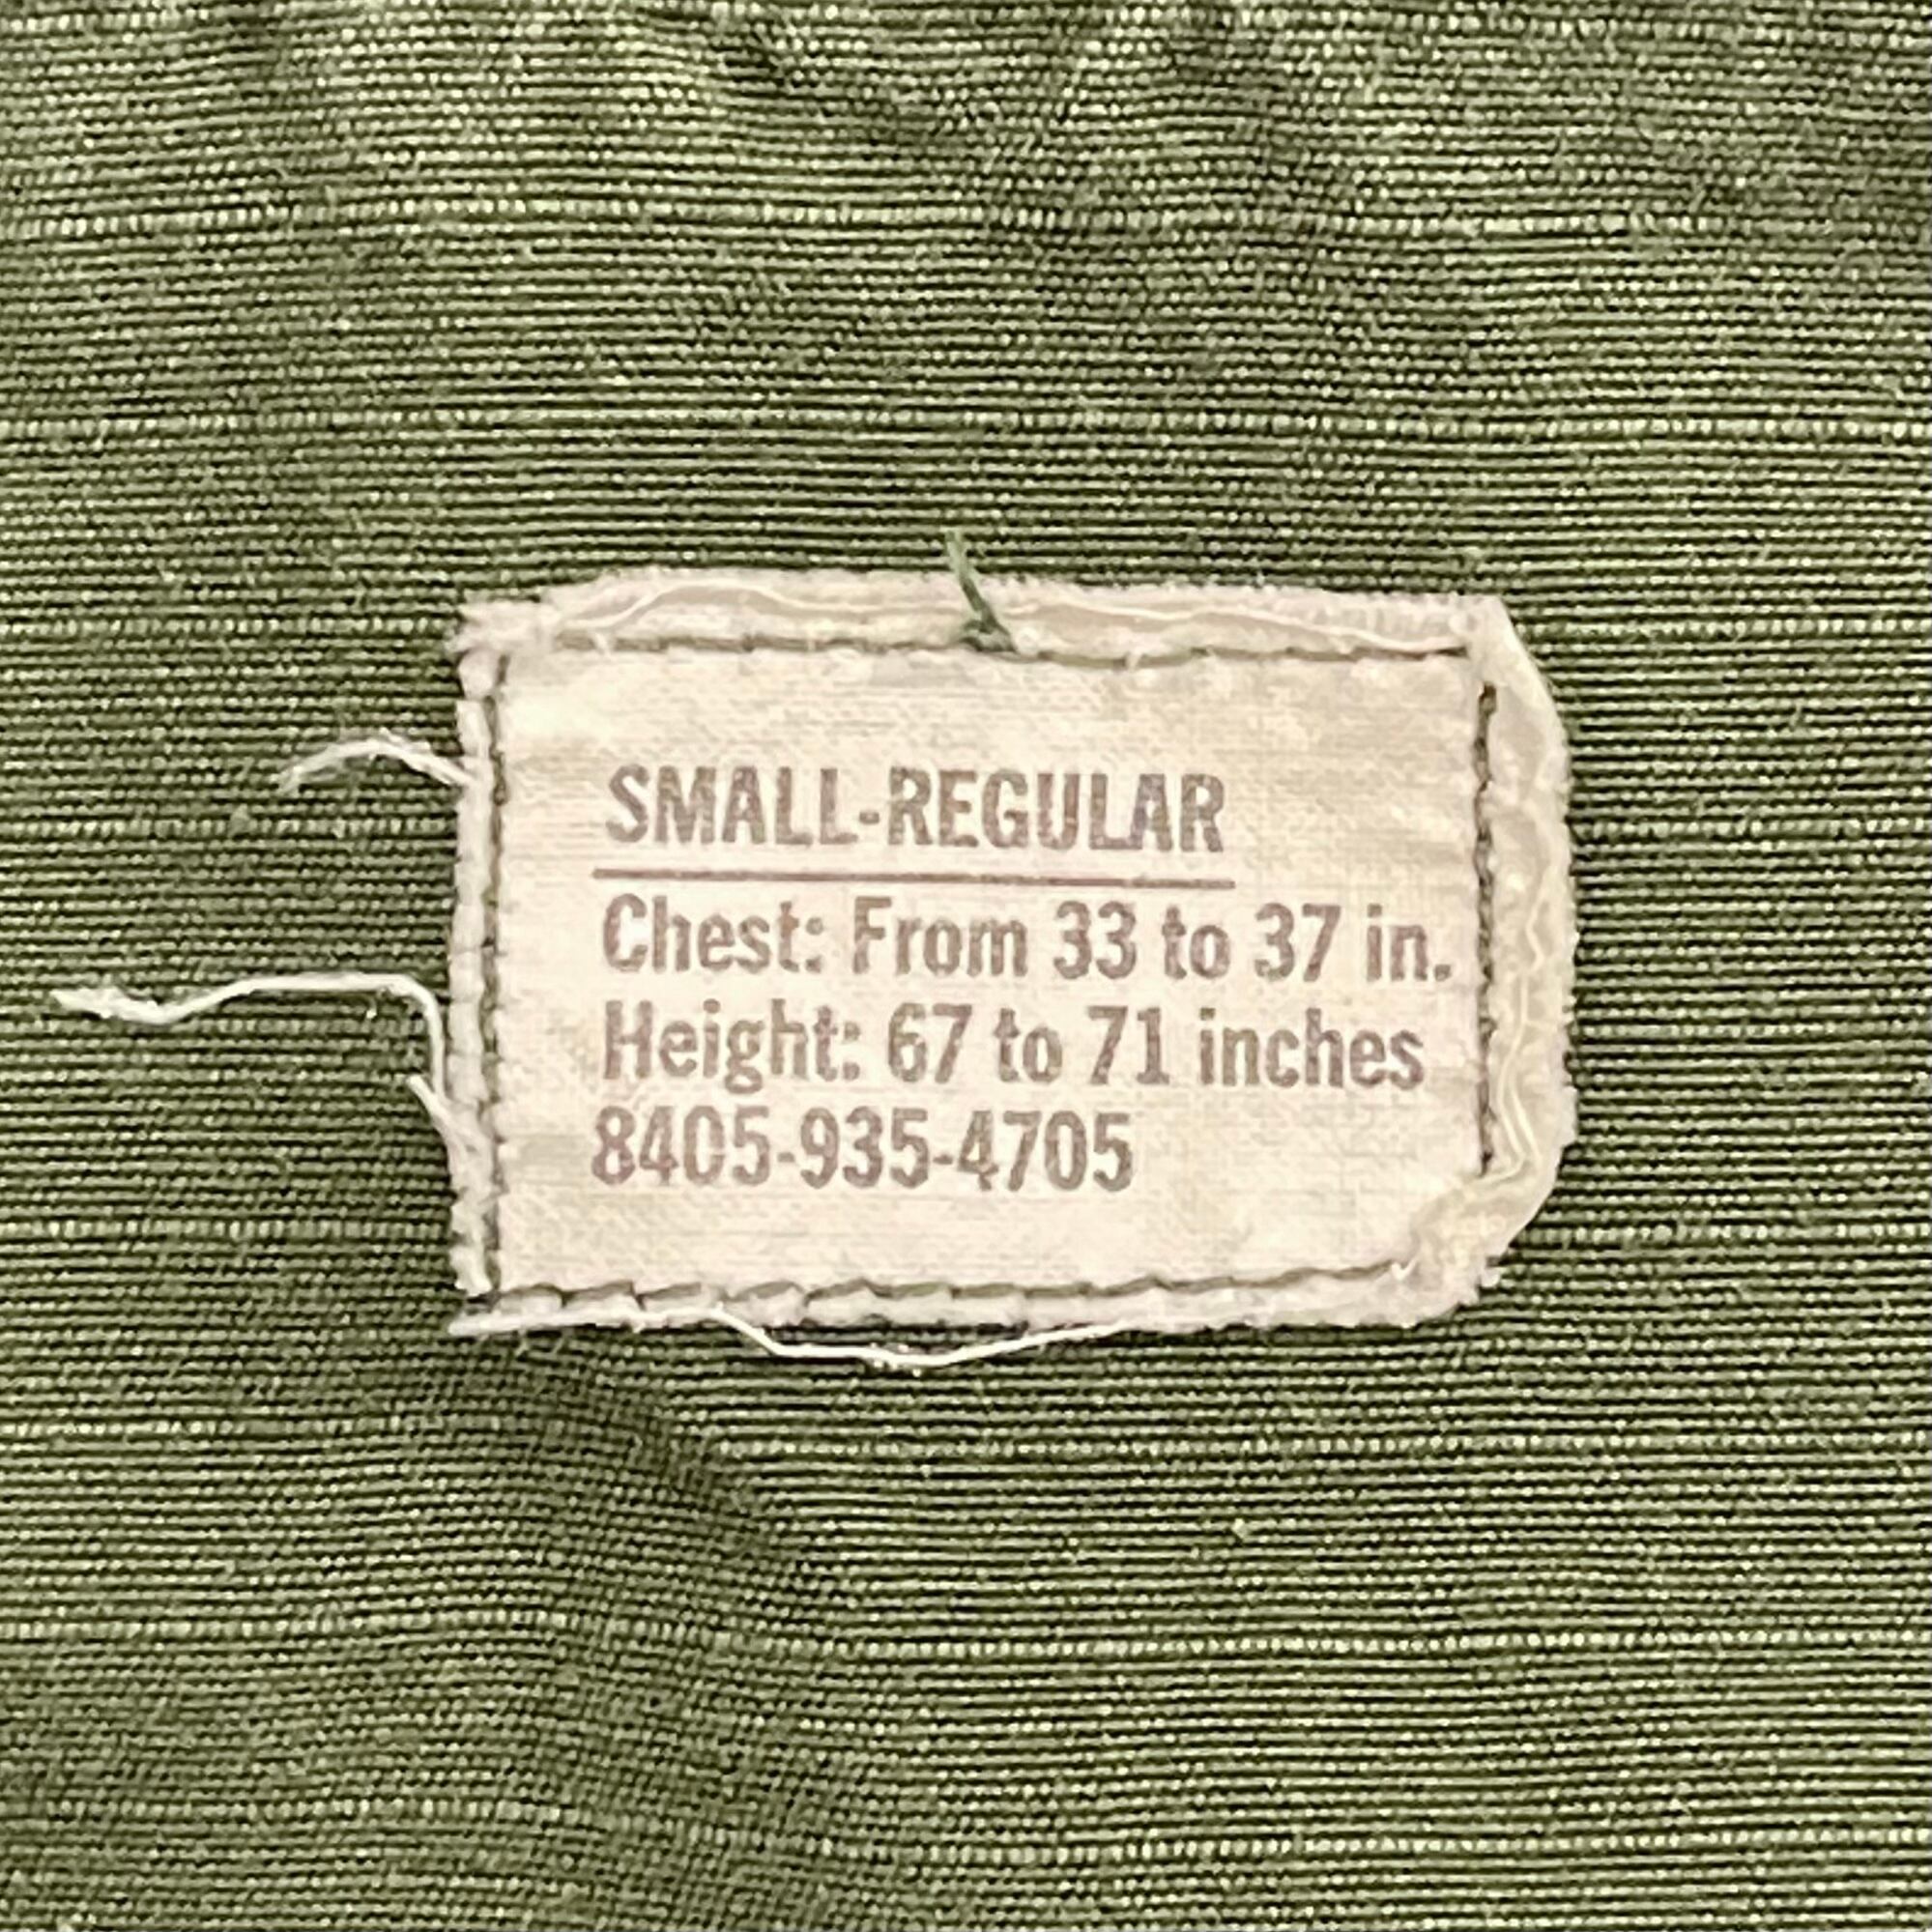 SMALL-REGULAR
Chest: From 33 to 37 in.
Height: 67 to 71 inches
8405-935-4705